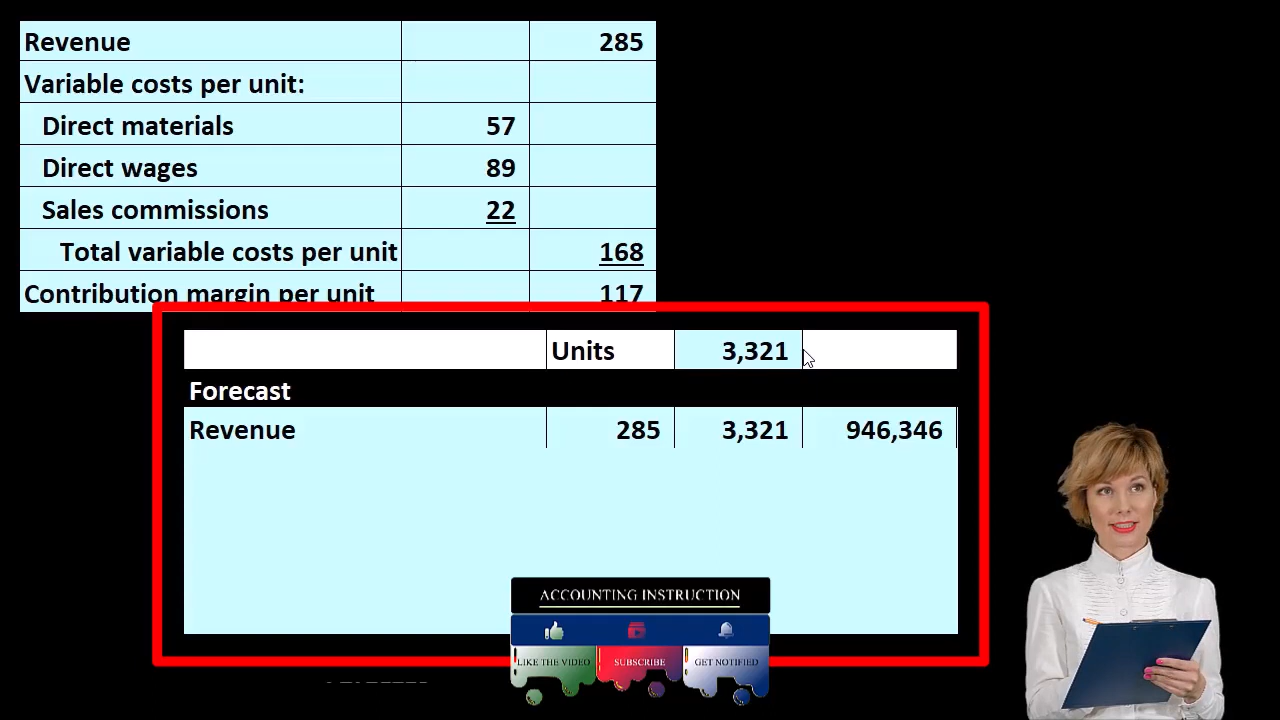 Revenue 285
Variable costs per unit:
Direct materials 57
Direct wages 89
Sales commissions 22
Total variable costs per unit 168
Contribution margin per unit 117
Units 3,321
Forecast
Revenue 285 3,321 946,346
ACCOUNTING INSTRUCTION
LIKE THE VIDEO SUBSCRIBE GET NOTIFIED